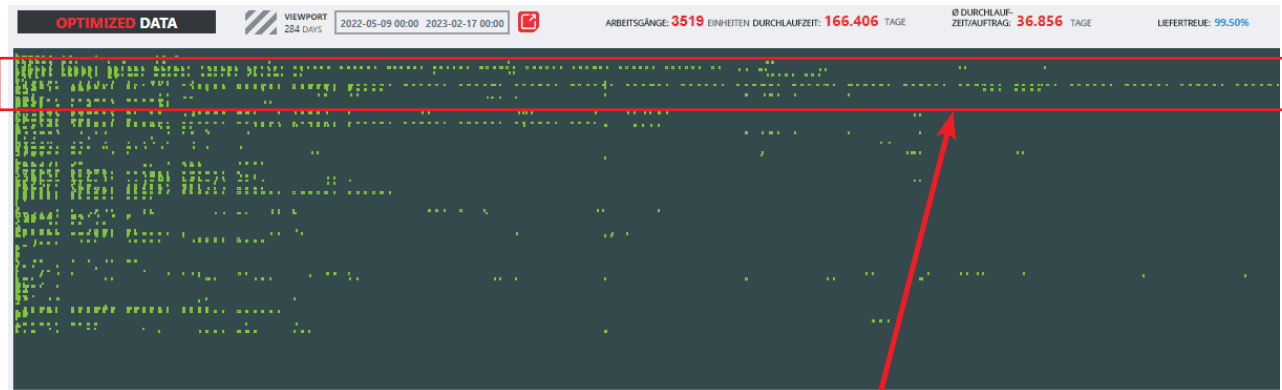 OPTIMIZED DATA
VIEWPORT
284 DAYS
2022-05-09 00:00 2023-02-17 00:00
ARBEITSGÄNGE: 3519 EINHEITEN DURCHLAUFZEIT: 166.406 TAGE
Ø DURCHLAUF-
ZEIT/AUFTRAG: 36.856 TAGE
LIEFERTREUE: 99.50%